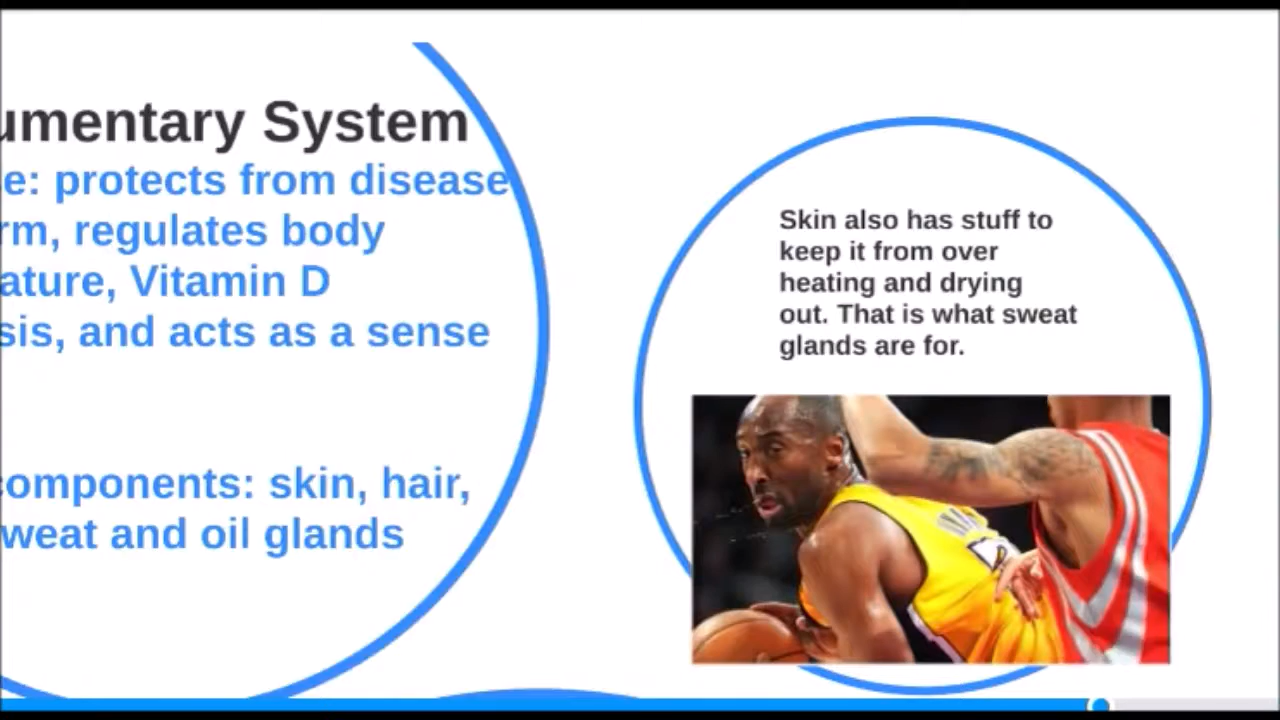 umentary System
e: protects from disease
rm, regulates body
ature, Vitamin D
sis, and acts as a sense
components: skin, hair,
weat and oil glands
Skin also has stuff to
keep it from over
heating and drying
out. That is what sweat
glands are for.